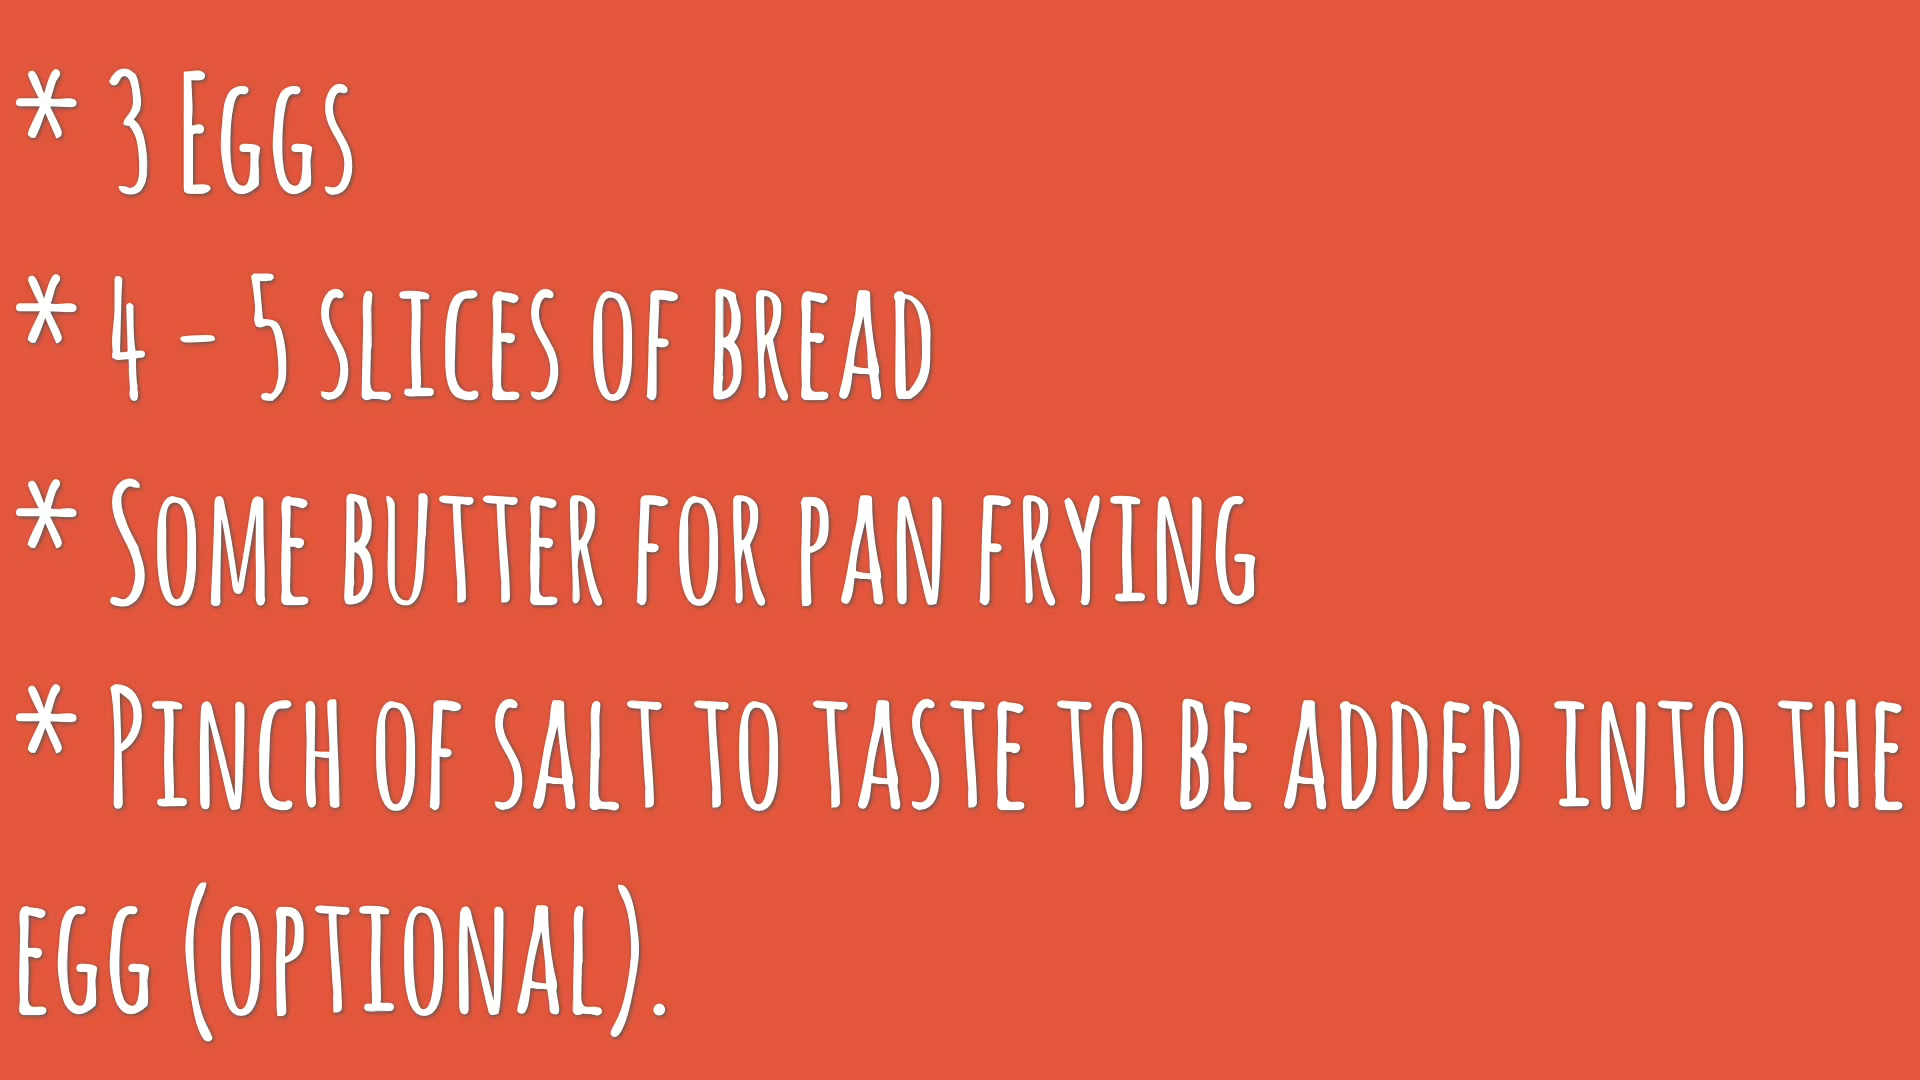 * 3 Eggs
* 4 - 5 slices of bread
* Some butter for pan frying
* Pinch of salt to taste to be added into the
egg (optional).